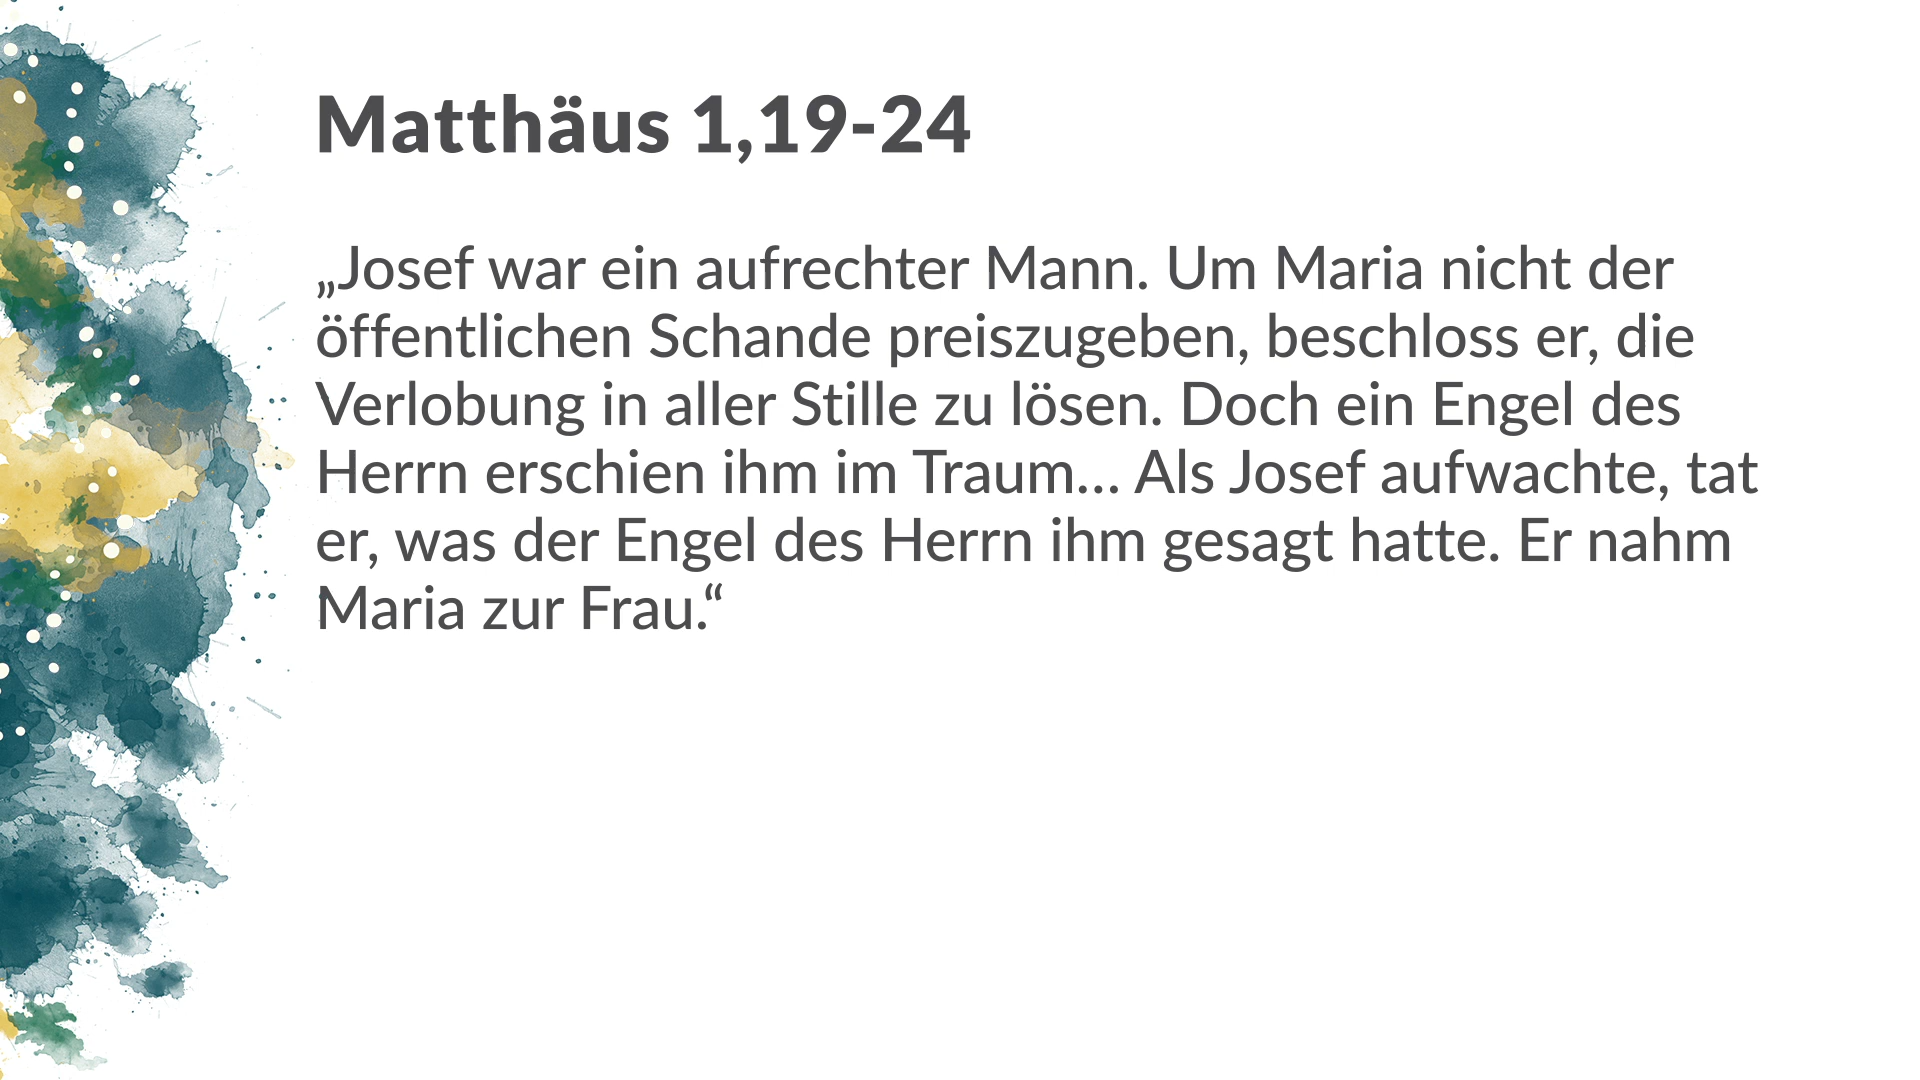 Matthäus 1,19-24
„Josef war ein aufrechter Mann. Um Maria nicht der
öffentlichen Schande preiszugeben, beschloss er, die
Verlobung in aller Stille zu lösen. Doch ein Engel des
Herrn erschien ihm im Traum… Als Josef aufwachte, tat
er, was der Engel des Herrn ihm gesagt hatte. Er nahm
Maria zur Frau.“